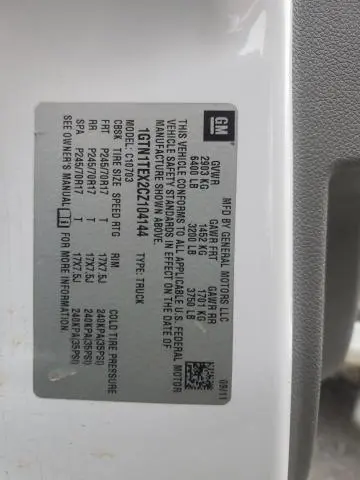 GM
MFD BY GENERAL MOTORS LLC 09/11
GVWR GAWR FRT GAWR RR
2903 KG 1452 KG 1701 KG
6400 LB 3200 LB 3750 LB
THIS VEHICLE CONFORMS TO ALL APPLICABLE U.S. FEDERAL MOTOR
VEHICLE SAFETY STANDARDS IN EFFECT ON THE DATE OF
MANUFACTURE SHOWN ABOVE.
1GTN1TEX2CZ104144 TYPE: TRUCK
MODEL: C10703
CBSK TIRE SIZE SPEED RTG RIM COLD TIRE PRESSURE
FRT P245/70R17 T 17X7.5J 240KPA(35PSI)
RR P245/70R17 T 17X7.5J 240KPA(35PSI)
SPA P245/70R17 T 17X7.5J 240KPA(35PSI)
SEE OWNER'S MANUAL FOR MORE INFORMATION